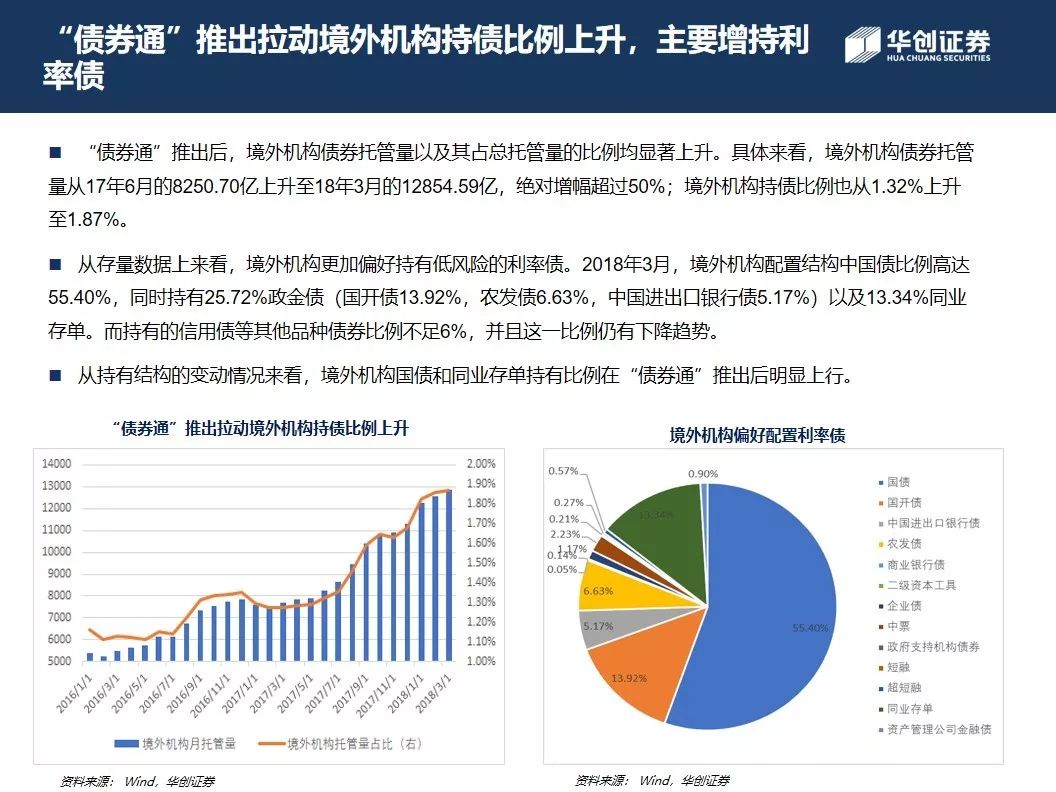 “债券通”推出拉动境外机构持债比例上升，主要增持利
率债
华创证券
HUA CHUANG SECURITIES
■ “债券通”推出后，境外机构债券托管量以及其占总托管量的比例均显著上升。具体来看，境外机构债券托管
量从17年6月的8250.70亿上升至18年3月的12854.59亿，绝对增幅超过50%；境外机构持债比例也从1.32%上升
至1.87%。
■ 从存量数据上来看，境外机构更加偏好持有低风险的利率债。2018年3月，境外机构配置结构中国债比例高达
55.40%，同时持有25.72%政金债（国开债13.92%，农发债6.63%，中国进出口银行债5.17%）以及13.34%同业
存单。而持有的信用债等其他品种债券比例不足6%，并且这一比例仍有下降趋势。
■ 从持有结构的变动情况来看，境外机构国债和同业存单持有比例在“债券通”推出后明显上行。
“债券通”推出拉动境外机构持债比例上升
14000
13000
12000
11000
10000
9000
8000
7000
6000
5000
2.00%
1.90%
1.80%
1.70%
1.60%
1.50%
1.40%
1.30%
1.20%
1.10%
1.00%
2016/1/1
2016/3/1
2016/5/1
2016/7/1
2016/9/1
2016/11/1
2017/1/1
2017/3/1
2017/5/1
2017/7/1
2017/9/1
2017/11/1
2018/1/1
2018/3/1
境外机构月托管量
境外机构托管量占比（右）
资料来源： Wind，华创证券
境外机构偏好配置利率债
0.57%
0.90%
0.27%
0.21%
2.23%
1.17%
0.14%
0.05%
13.34%
6.63%
5.17%
13.92%
55.40%
国债
国开债
中国进出口银行债
农发债
商业银行债
二级资本工具
企业债
中票
政府支持机构债券
短融
超短融
同业存单
资产管理公司金融债
资料来源： Wind，华创证券